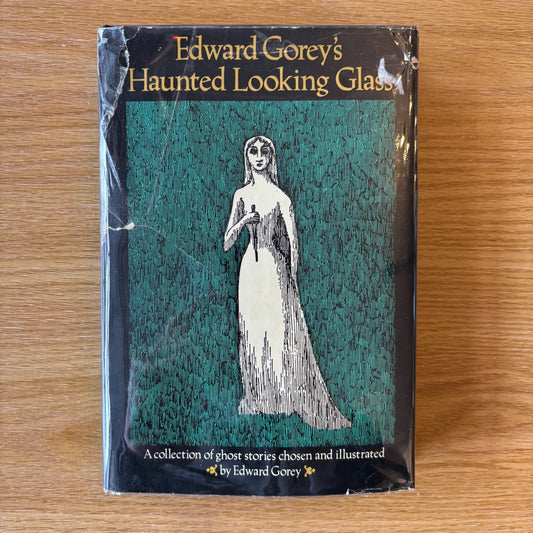 Edward Gorey's
Haunted Looking Glass
A collection of ghost stories chosen and illustrated
by Edward Gorey